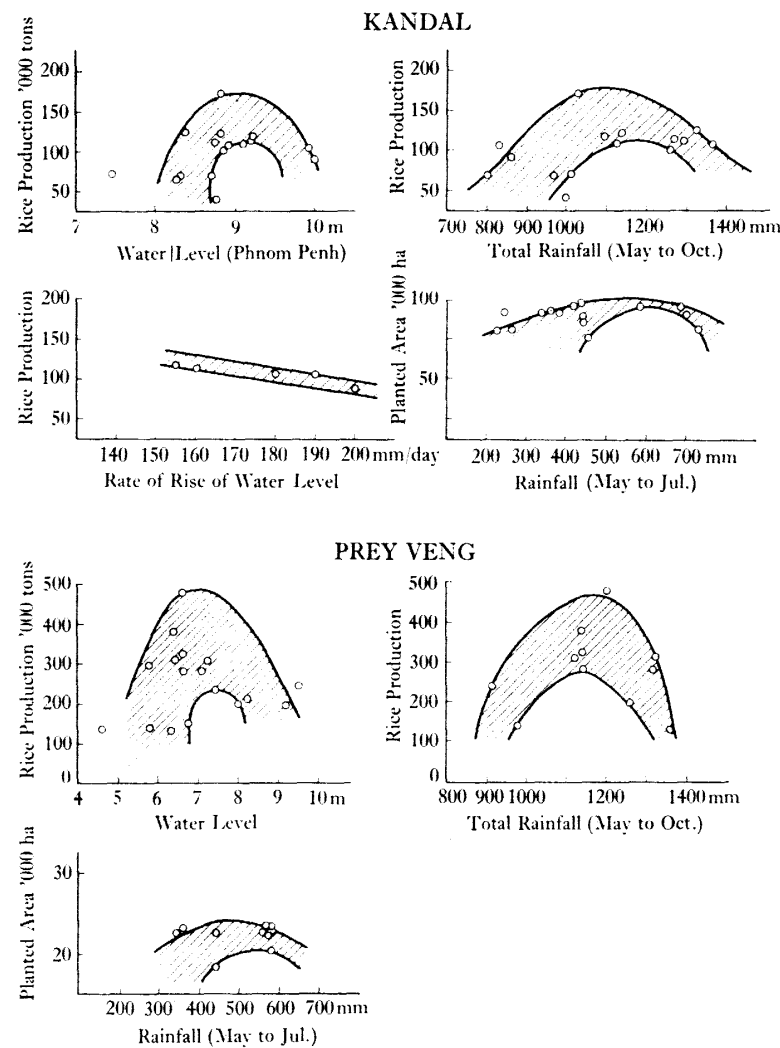 KANDAL
Rice Production '000 tons
200
150
100
50
7 8 9 10 m
Water Level (Phnom Penh)
Rice Production
200
150
100
50
700 800 900 1000 1200 1400 mm
Total Rainfall (May to Oct.)
Rice Production
200
150
100
50
140 150 160 170 180 190 200 mm/day
Rate of Rise of Water Level
Planted Area '000 ha
100
50
200 300 400 500 600 700 mm
Rainfall (May to Jul.)
PREY VENG
Rice Production '000 tons
500
400
300
200
100
0
4 5 6 7 8 9 10 m
Water Level
Rice Production
500
400
300
200
100
0
800 900 1000 1200 1400 mm
Total Rainfall (May to Oct.)
Planted Area '000 ha
30
20
200 300 400 500 600 700 mm
Rainfall (May to Jul.)